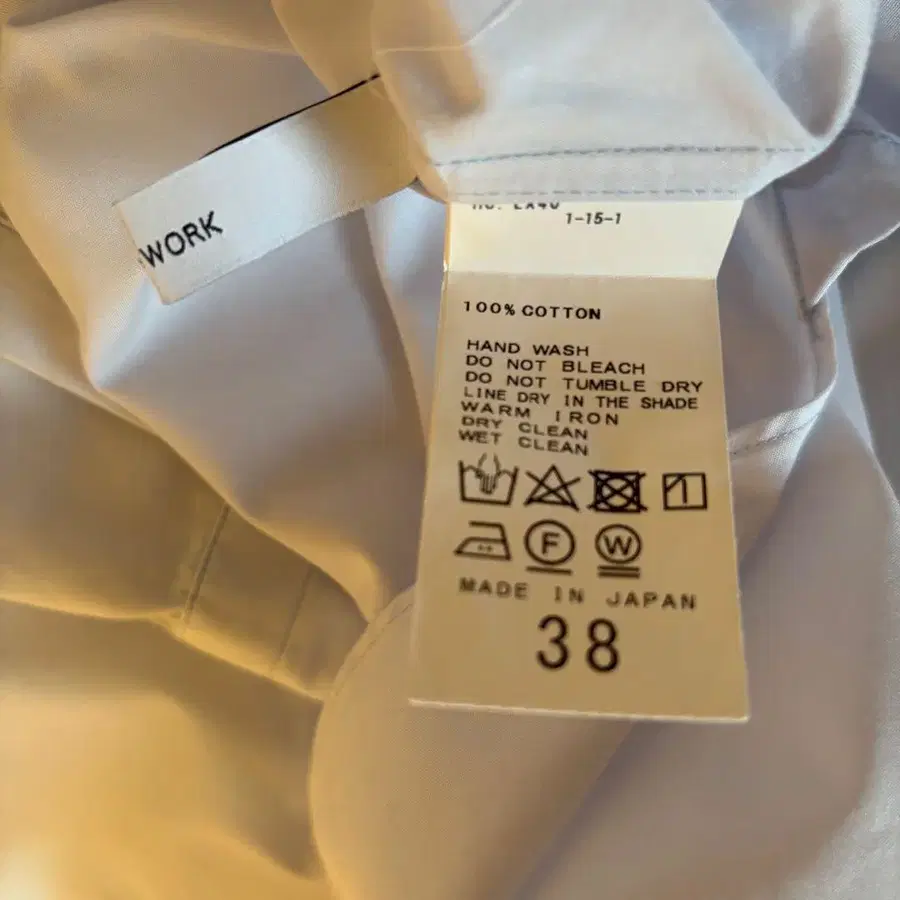 WORK
1-15-1
100% COTTON
HAND WASH
DO NOT BLEACH
DO NOT TUMBLE DRY
LINE DRY IN THE SHADE
WARM IRON
DRY CLEAN
WET CLEAN
F W
MADE IN JAPAN
38